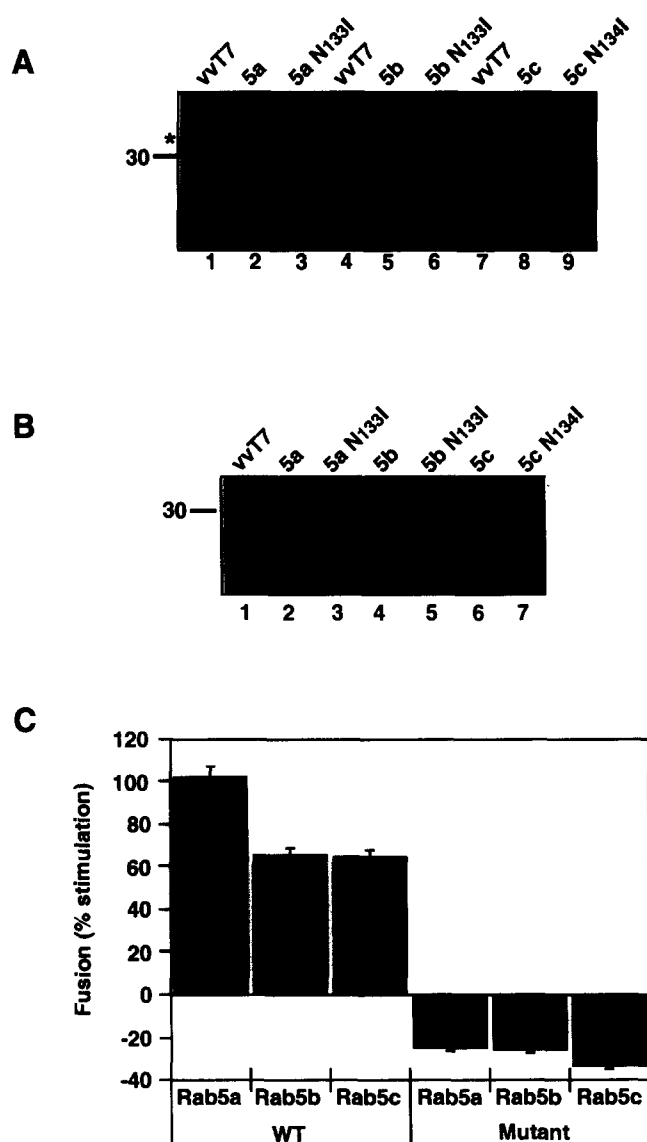 A
vvT7 5a 5a N133I vvT7 5b 5b N133I vvT7 5c 5c N134I
*
30
1 2 3 4 5 6 7 8 9
B
vvT7 5a 5a N133I 5b 5b N133I 5c 5c N134I
30
1 2 3 4 5 6 7
C
Fusion (% stimulation)
120
100
80
60
40
20
0
-20
-40
Rab5a Rab5b Rab5c Rab5a Rab5b Rab5c
WT Mutant